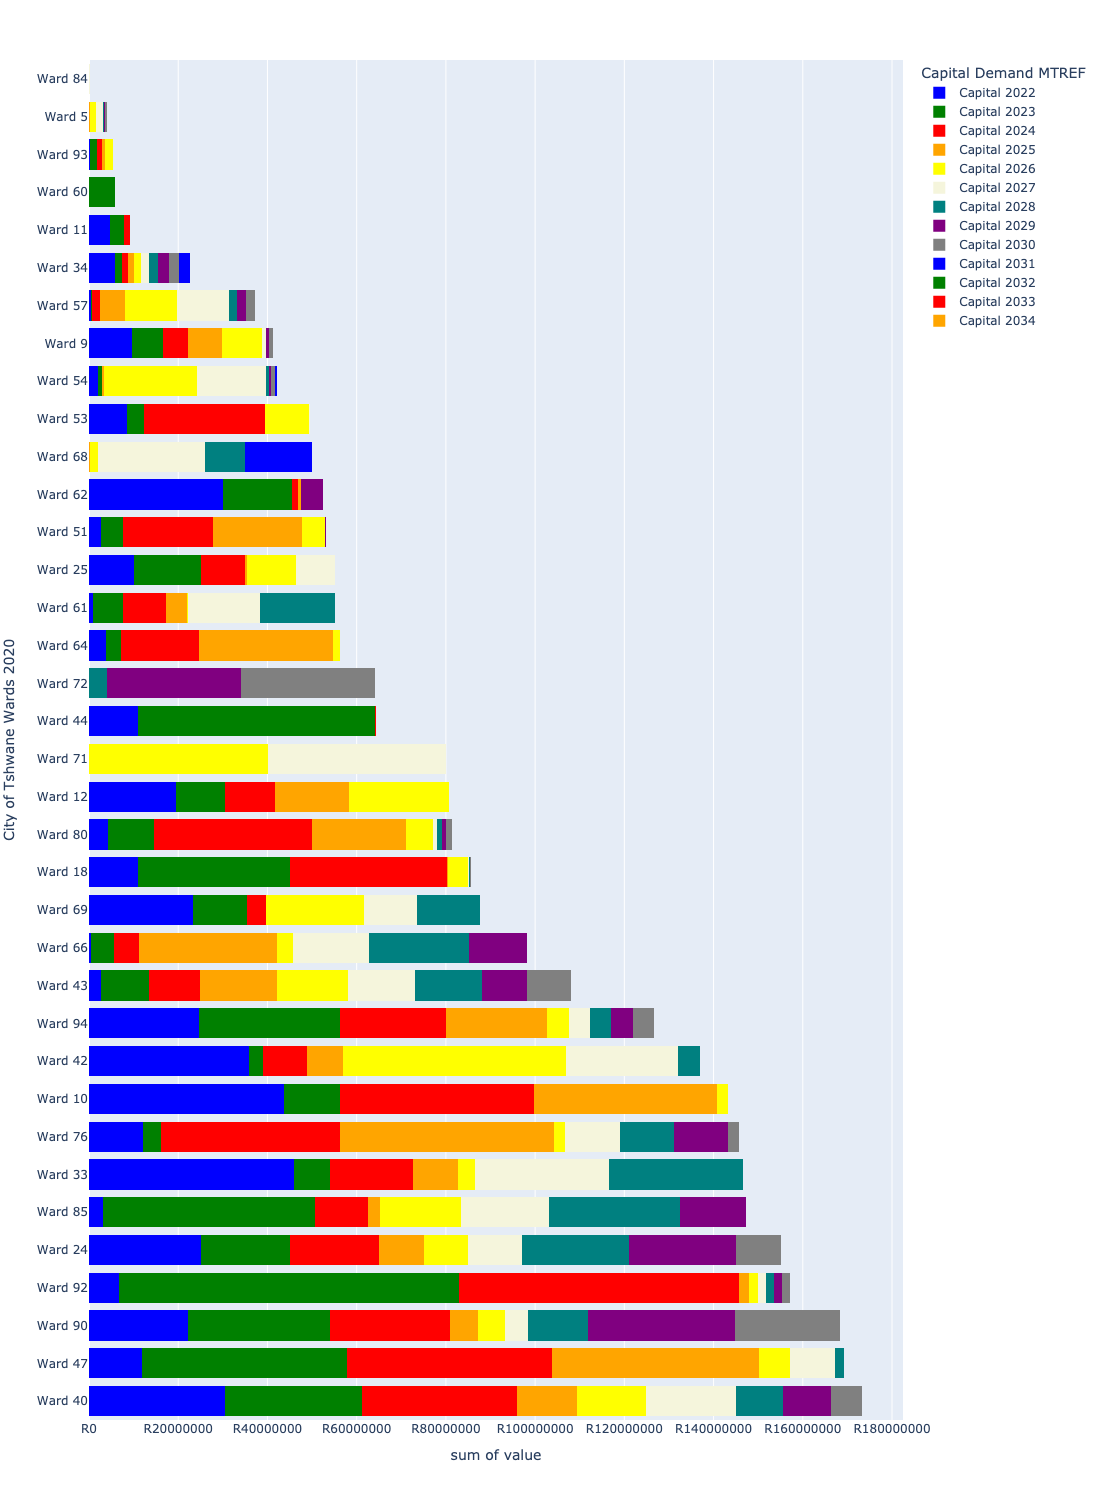 Capital Demand MTREF
Capital 2022
Capital 2023
Capital 2024
Capital 2025
Capital 2026
Capital 2027
Capital 2028
Capital 2029
Capital 2030
Capital 2031
Capital 2032
Capital 2033
Capital 2034
City of Tshwane Wards 2020
Ward 84
Ward 5
Ward 93
Ward 60
Ward 11
Ward 34
Ward 57
Ward 9
Ward 54
Ward 53
Ward 68
Ward 62
Ward 51
Ward 25
Ward 61
Ward 64
Ward 72
Ward 44
Ward 71
Ward 12
Ward 80
Ward 18
Ward 69
Ward 66
Ward 43
Ward 94
Ward 42
Ward 10
Ward 76
Ward 33
Ward 85
Ward 24
Ward 92
Ward 90
Ward 47
Ward 40
R0 R20000000 R40000000 R60000000 R80000000 R100000000 R120000000 R140000000 R160000000 R180000000
sum of value